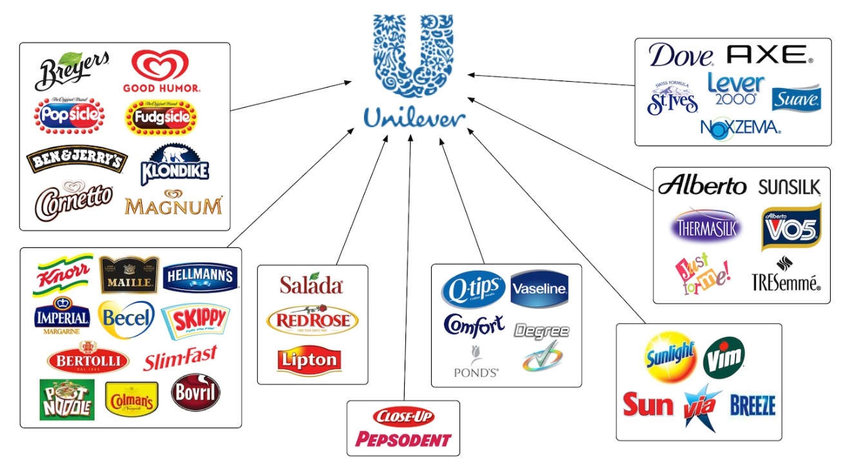 Unilever
Breyers
GOOD HUMOR.
The Original Brand
Popsicle
The Original Brand
Fudgsicle
BEN & JERRY'S
KLONDIKE
Cornetto
MAGNUM
Knorr
MAILLE
HELLMANN'S
IMPERIAL
MARGARINE
Becel
SKIPPY
BERTOLLI
Slim·Fast
POT
NOODLE
Colman's
Bovril
Salada
RED ROSE
Lipton
CLOSE-UP
PEPSODENT
Q-tips
Vaseline
Comfort
Degree
POND'S
Dove
AXE
SWISS FORMULA
St. Ives
Lever
2000
Suave
NOXZEMA
Alberto
SUNSILK
THERMASILK
Alberto
VO5
Just
for me!
TRESemmé
Sunlight
Vim
Sun
via
BREEZE